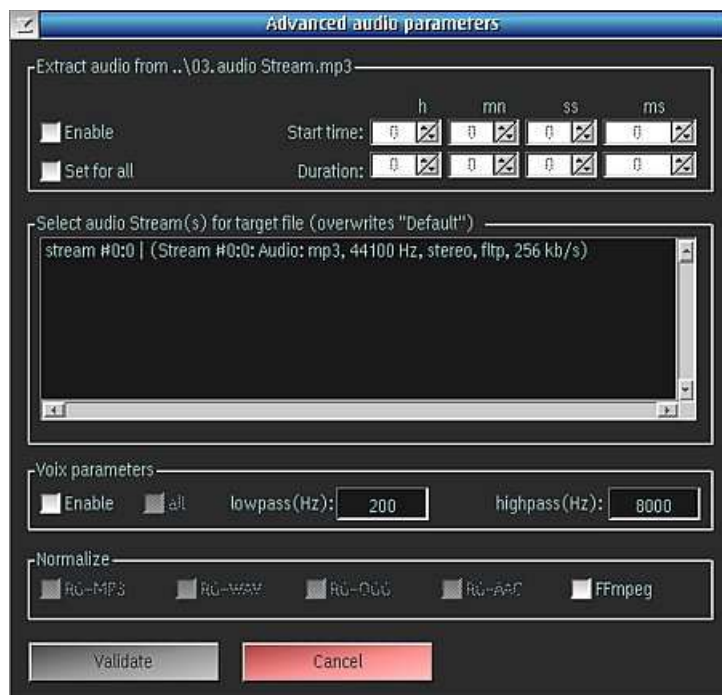 Advanced audio parameters
Extract audio from ..\03. audio Stream.mp3
h mn ss ms
Enable Start time: 0 0 0 0
Set for all Duration: 0 0 0 0
Select audio Stream(s) for target file (overwrites "Default")
stream #0:0 | (Stream #0:0: Audio: mp3, 44100 Hz, stereo, fltp, 256 kb/s)
Voix parameters
Enable all lowpass(Hz): 200 highpass(Hz): 8000
Normalize
RG-MP3 RG-WAV RG-OGG RG-AAC FFmpeg
Validate Cancel